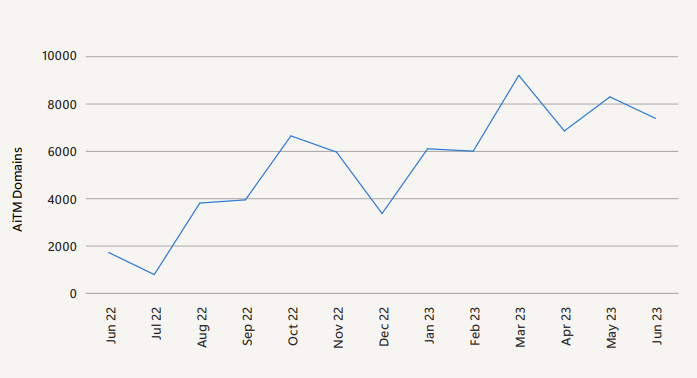 10000
8000
6000
4000
2000
0
AiTM Domains
Jun 22
Jul 22
Aug 22
Sep 22
Oct 22
Nov 22
Dec 22
Jan 23
Feb 23
Mar 23
Apr 23
May 23
Jun 23